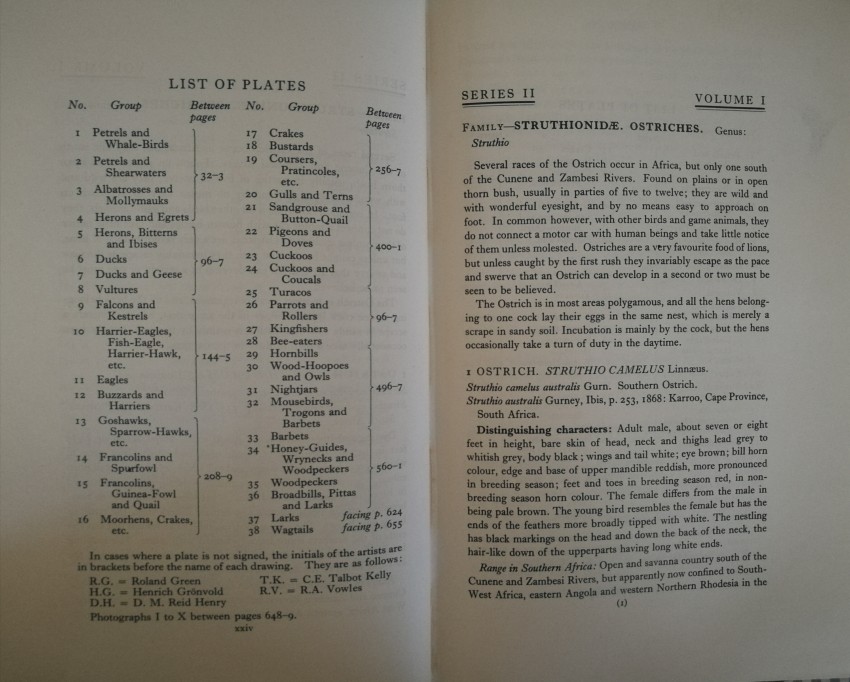 LIST OF PLATES
No. Group Between pages
1 Petrels and
Whale-Birds
2 Petrels and
Shearwaters
32-3
3 Albatrosses and
Mollymauks
4 Herons and Egrets
5 Herons, Bitterns
and Ibises
6 Ducks
96-7
7 Ducks and Geese
8 Vultures
9 Falcons and
Kestrels
10 Harrier-Eagles,
Fish-Eagle,
Harrier-Hawk,
etc.
144-5
11 Eagles
12 Buzzards and
Harriers
13 Goshawks,
Sparrow-Hawks,
etc.
14 Francolins and
Spurfowl
208-9
15 Francolins,
Guinea-Fowl
and Quail
16 Moorhens, Crakes,
etc.
No. Group Between pages
17 Crakes
18 Bustards
19 Coursers,
Pratincoles,
etc.
256-7
20 Gulls and Terns
21 Sandgrouse and
Button-Quail
22 Pigeons and
Doves
400-1
23 Cuckoos
24 Cuckoos and
Coucals
25 Turacos
26 Parrots and
Rollers
96-7
27 Kingfishers
28 Bee-eaters
29 Hornbills
30 Wood-Hoopoes
and Owls
31 Nightjars
496-7
32 Mousebirds,
Trogons and
Barbets
33 Barbets
34 Honey-Guides,
Wrynecks and
Woodpeckers
560-1
35 Woodpeckers
36 Broadbills, Pittas
and Larks
37 Larks facing p. 624
38 Wagtails facing p. 655
In cases where a plate is not signed, the initials of the artists are
in brackets before the name of each drawing. They are as follows:
R.G. = Roland Green T.K. = C.E. Talbot Kelly
H.G. = Henrich Grönvold R.V. = R.A. Vowles
D.H. = D. M. Reid Henry
Photographs I to X between pages 648-9.
xxiv
SERIES II VOLUME I
FAMILY—STRUTHIONIDÆ. OSTRICHES. Genus:
Struthio
Several races of the Ostrich occur in Africa, but only one south
of the Cunene and Zambesi Rivers. Found on plains or in open
thorn bush, usually in parties of five to twelve; they are wild and
with wonderful eyesight, and by no means easy to approach on
foot. In common however, with other birds and game animals, they
do not connect a motor car with human beings and take little notice
of them unless molested. Ostriches are a very favourite food of lions,
but unless caught by the first rush they invariably escape as the pace
and swerve that an Ostrich can develop in a second or two must be
seen to be believed.
The Ostrich is in most areas polygamous, and all the hens belong-
ing to one cock lay their eggs in the same nest, which is merely a
scrape in sandy soil. Incubation is mainly by the cock, but the hens
occasionally take a turn of duty in the daytime.
1 OSTRICH. STRUTHIO CAMELUS Linnæus.
Struthio camelus australis Gurn. Southern Ostrich.
Struthio australis Gurney, Ibis, p. 253, 1868: Karroo, Cape Province,
South Africa.
Distinguishing characters: Adult male, about seven or eight
feet in height, bare skin of head, neck and thighs lead grey to
whitish grey, body black; wings and tail white; eye brown; bill horn
colour, edge and base of upper mandible reddish, more pronounced
in breeding season; feet and toes in breeding season red, in non-
breeding season horn colour. The female differs from the male in
being pale brown. The young bird resembles the female but has the
ends of the feathers more broadly tipped with white. The nestling
has black markings on the head and down the back of the neck, the
hair-like down of the upperparts having long white ends.
Range in Southern Africa: Open and savanna country south of the
Cunene and Zambesi Rivers, but apparently now confined to South-
West Africa, eastern Angola and western Northern Rhodesia in the
(1)